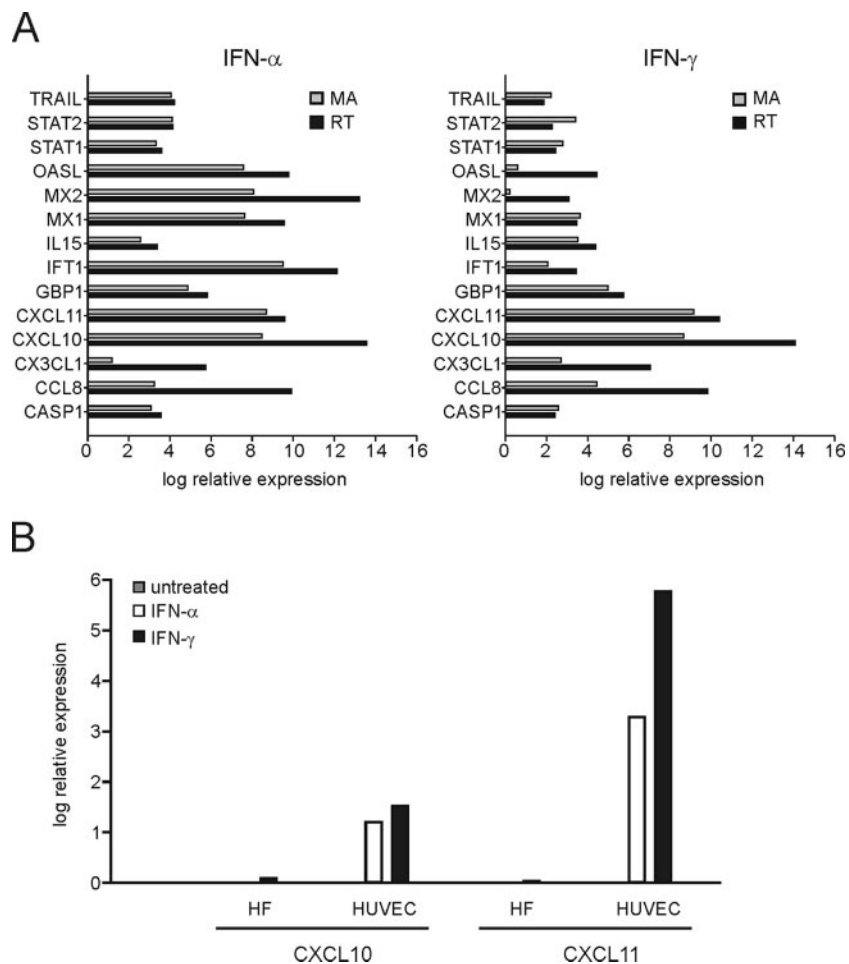 A
IFN-α
MA
RT
TRAIL
STAT2
STAT1
OASL
MX2
MX1
IL15
IFT1
GBP1
CXCL11
CXCL10
CX3CL1
CCL8
CASP1
0 2 4 6 8 10 12 14 16
log relative expression
IFN-γ
MA
RT
TRAIL
STAT2
STAT1
OASL
MX2
MX1
IL15
IFT1
GBP1
CXCL11
CXCL10
CX3CL1
CCL8
CASP1
0 2 4 6 8 10 12 14 16
log relative expression
B
untreated
IFN-α
IFN-γ
log relative expression
6
5
4
3
2
1
0
HF HUVEC HF HUVEC
CXCL10 CXCL11